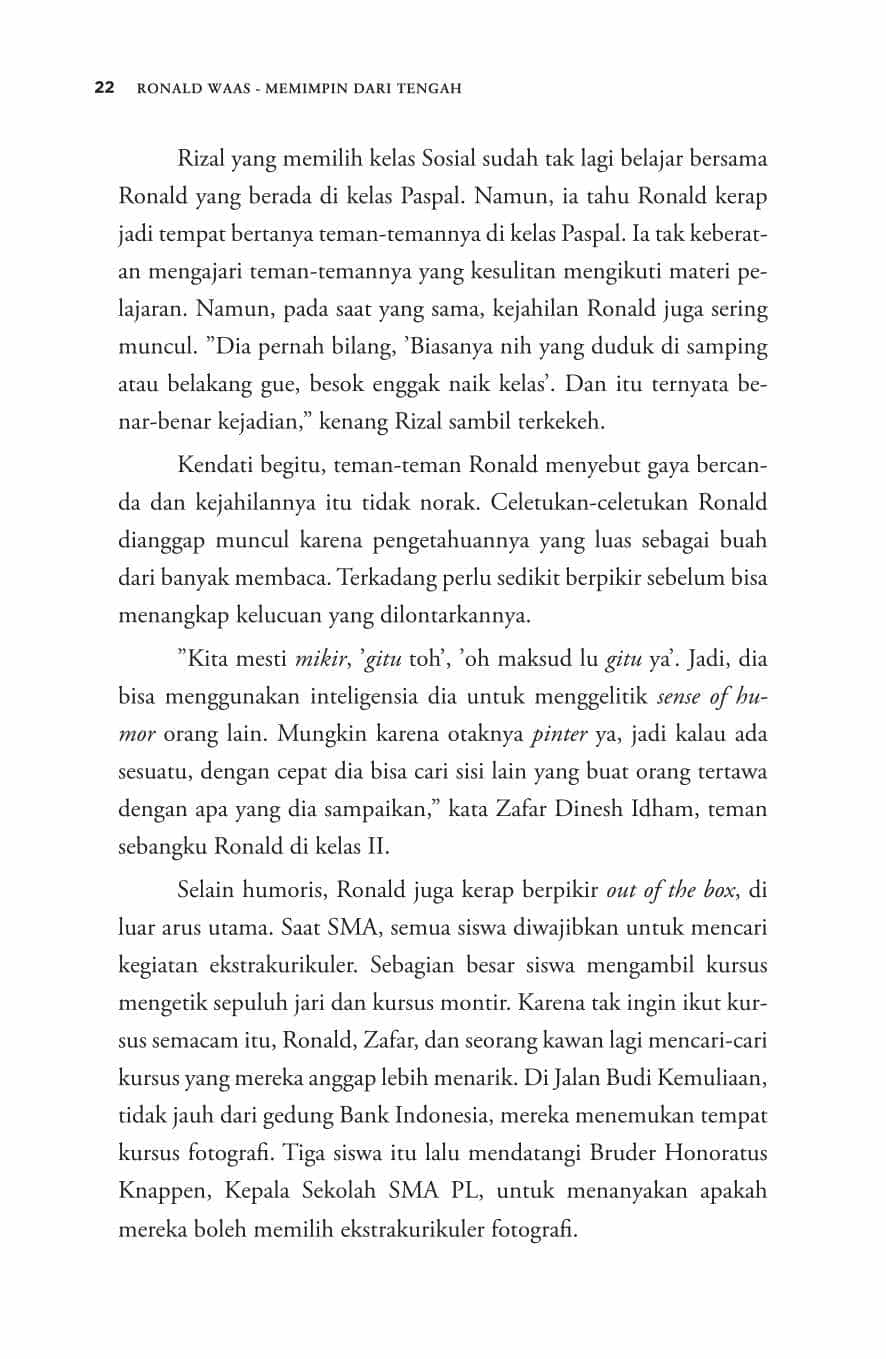 22 RONALD WAAS - MEMIMPIN DARI TENGAH
Rizal yang memilih kelas Sosial sudah tak lagi belajar bersama
Ronald yang berada di kelas Paspal. Namun, ia tahu Ronald kerap
jadi tempat bertanya teman-temannya di kelas Paspal. Ia tak keberat-
an mengajari teman-temannya yang kesulitan mengikuti materi pe-
lajaran. Namun, pada saat yang sama, kejahilan Ronald juga sering
muncul. ”Dia pernah bilang, ’Biasanya nih yang duduk di samping
atau belakang gue, besok enggak naik kelas’. Dan itu ternyata be-
nar-benar kejadian,” kenang Rizal sambil terkekeh.
Kendati begitu, teman-teman Ronald menyebut gaya bercan-
da dan kejahilannya itu tidak norak. Celetukan-celetukan Ronald
dianggap muncul karena pengetahuannya yang luas sebagai buah
dari banyak membaca. Terkadang perlu sedikit berpikir sebelum bisa
menangkap kelucuan yang dilontarkannya.
”Kita mesti mikir, ’gitu toh’, ’oh maksud lu gitu ya’. Jadi, dia
bisa menggunakan inteligensia dia untuk menggelitik sense of hu-
mor orang lain. Mungkin karena otaknya pinter ya, jadi kalau ada
sesuatu, dengan cepat dia bisa cari sisi lain yang buat orang tertawa
dengan apa yang dia sampaikan,” kata Zafar Dinesh Idham, teman
sebangku Ronald di kelas II.
Selain humoris, Ronald juga kerap berpikir out of the box, di
luar arus utama. Saat SMA, semua siswa diwajibkan untuk mencari
kegiatan ekstrakurikuler. Sebagian besar siswa mengambil kursus
mengetik sepuluh jari dan kursus montir. Karena tak ingin ikut kur-
sus semacam itu, Ronald, Zafar, dan seorang kawan lagi mencari-cari
kursus yang mereka anggap lebih menarik. Di Jalan Budi Kemuliaan,
tidak jauh dari gedung Bank Indonesia, mereka menemukan tempat
kursus fotografi. Tiga siswa itu lalu mendatangi Bruder Honoratus
Knappen, Kepala Sekolah SMA PL, untuk menanyakan apakah
mereka boleh memilih ekstrakurikuler fotografi.